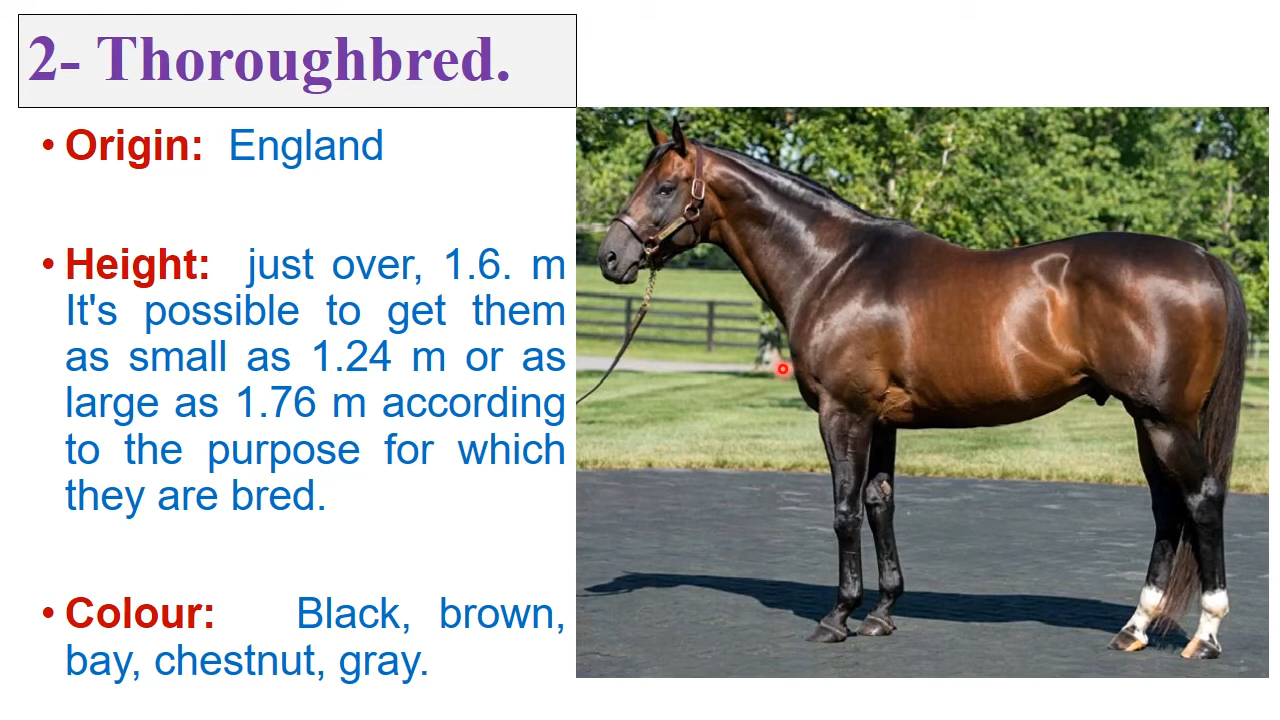 2- Thoroughbred.
• Origin: England
• Height: just over, 1.6. m
It's possible to get them
as small as 1.24 m or as
large as 1.76 m according
to the purpose for which
they are bred.
• Colour: Black, brown,
bay, chestnut, gray.